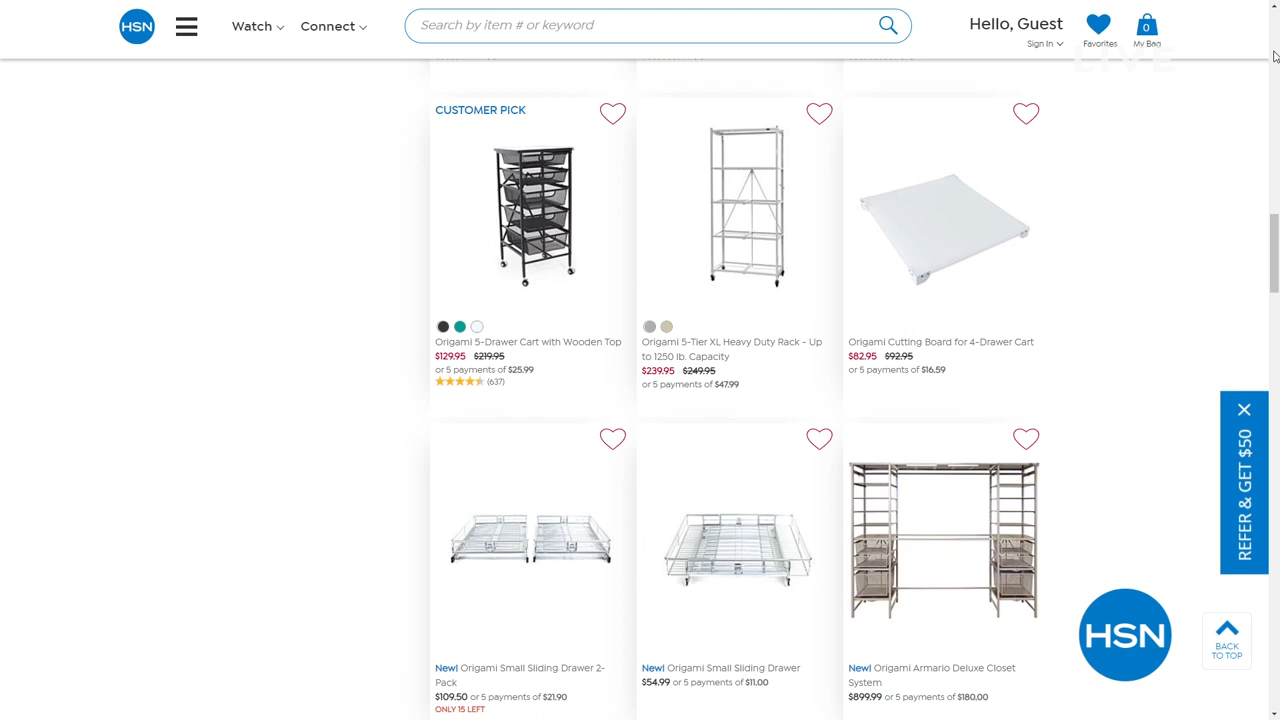 HSN
Watch
Connect
Search by item # or keyword
Hello, Guest
Sign In
Favorites
0
My Bag
LIVE
CUSTOMER PICK
Origami 5-Drawer Cart with Wooden Top
$129.95 $219.95
or 5 payments of $25.99
(637)
Origami 5-Tier XL Heavy Duty Rack - Up
to 1250 lb. Capacity
$239.95 $249.95
or 5 payments of $47.99
Origami Cutting Board for 4-Drawer Cart
$82.95 $92.95
or 5 payments of $16.59
REFER & GET $50
New! Origami Small Sliding Drawer 2-
Pack
$109.50 or 5 payments of $21.90
ONLY 15 LEFT
New! Origami Small Sliding Drawer
$54.99 or 5 payments of $11.00
New! Origami Armario Deluxe Closet
System
$899.99 or 5 payments of $180.00
HSN
BACK
TO TOP